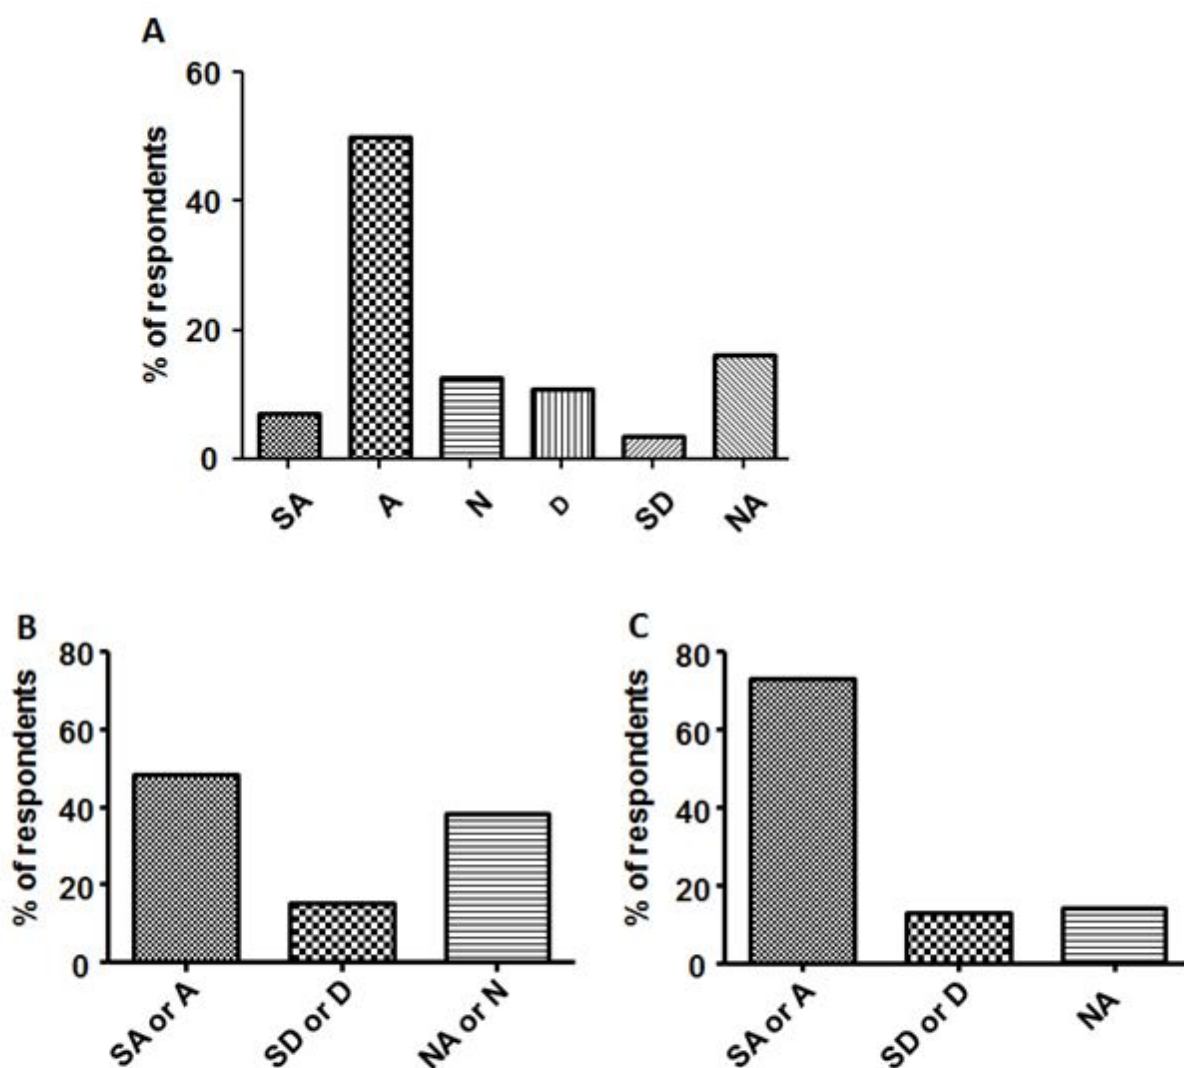 A
% of respondents
60
40
20
0
SA
A
N
D
SD
NA
B
% of respondents
80
60
40
20
0
SA or A
SD or D
NA or N
C
% of respondents
80
60
40
20
0
SA or A
SD or D
NA